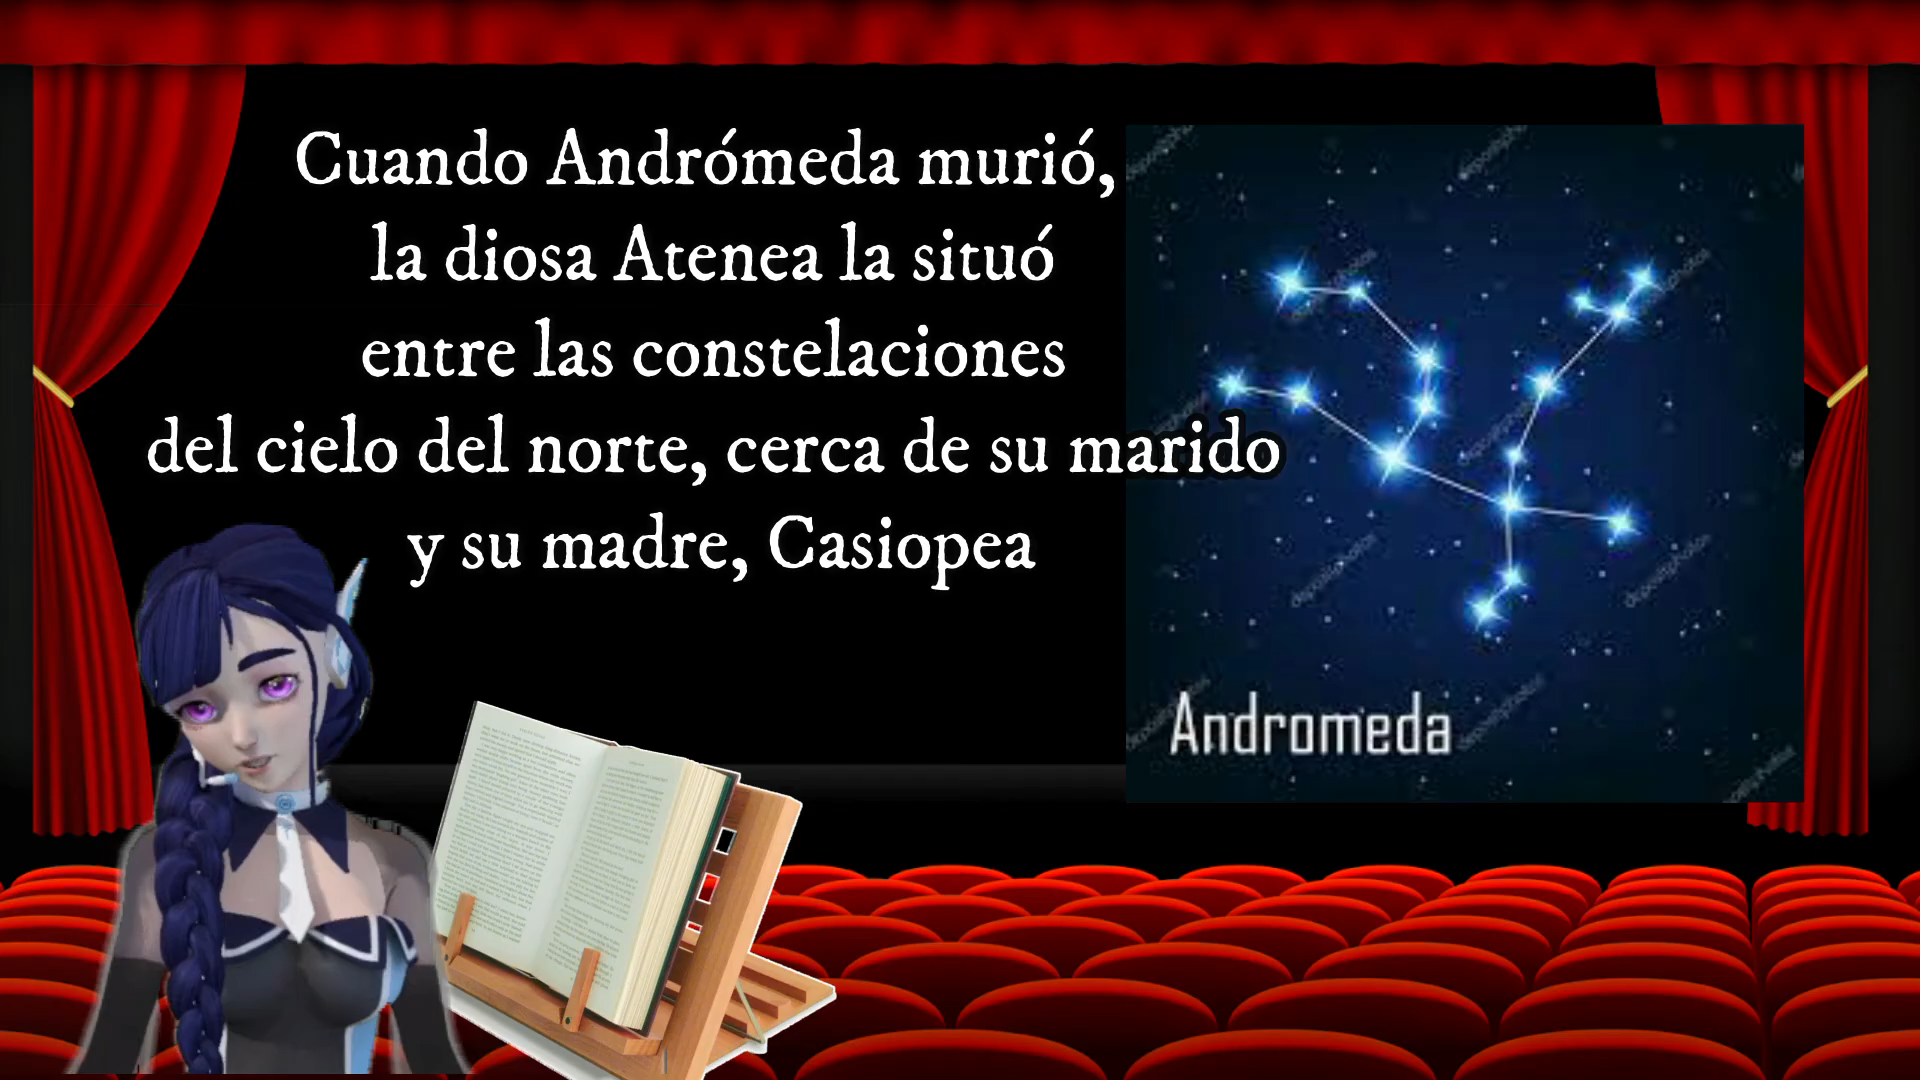 Cuando Andrómeda murió,
la diosa Atenea la situó
entre las constelaciones
del cielo del norte, cerca de su marido
y su madre, Casiopea
Andromeda
depositphotos